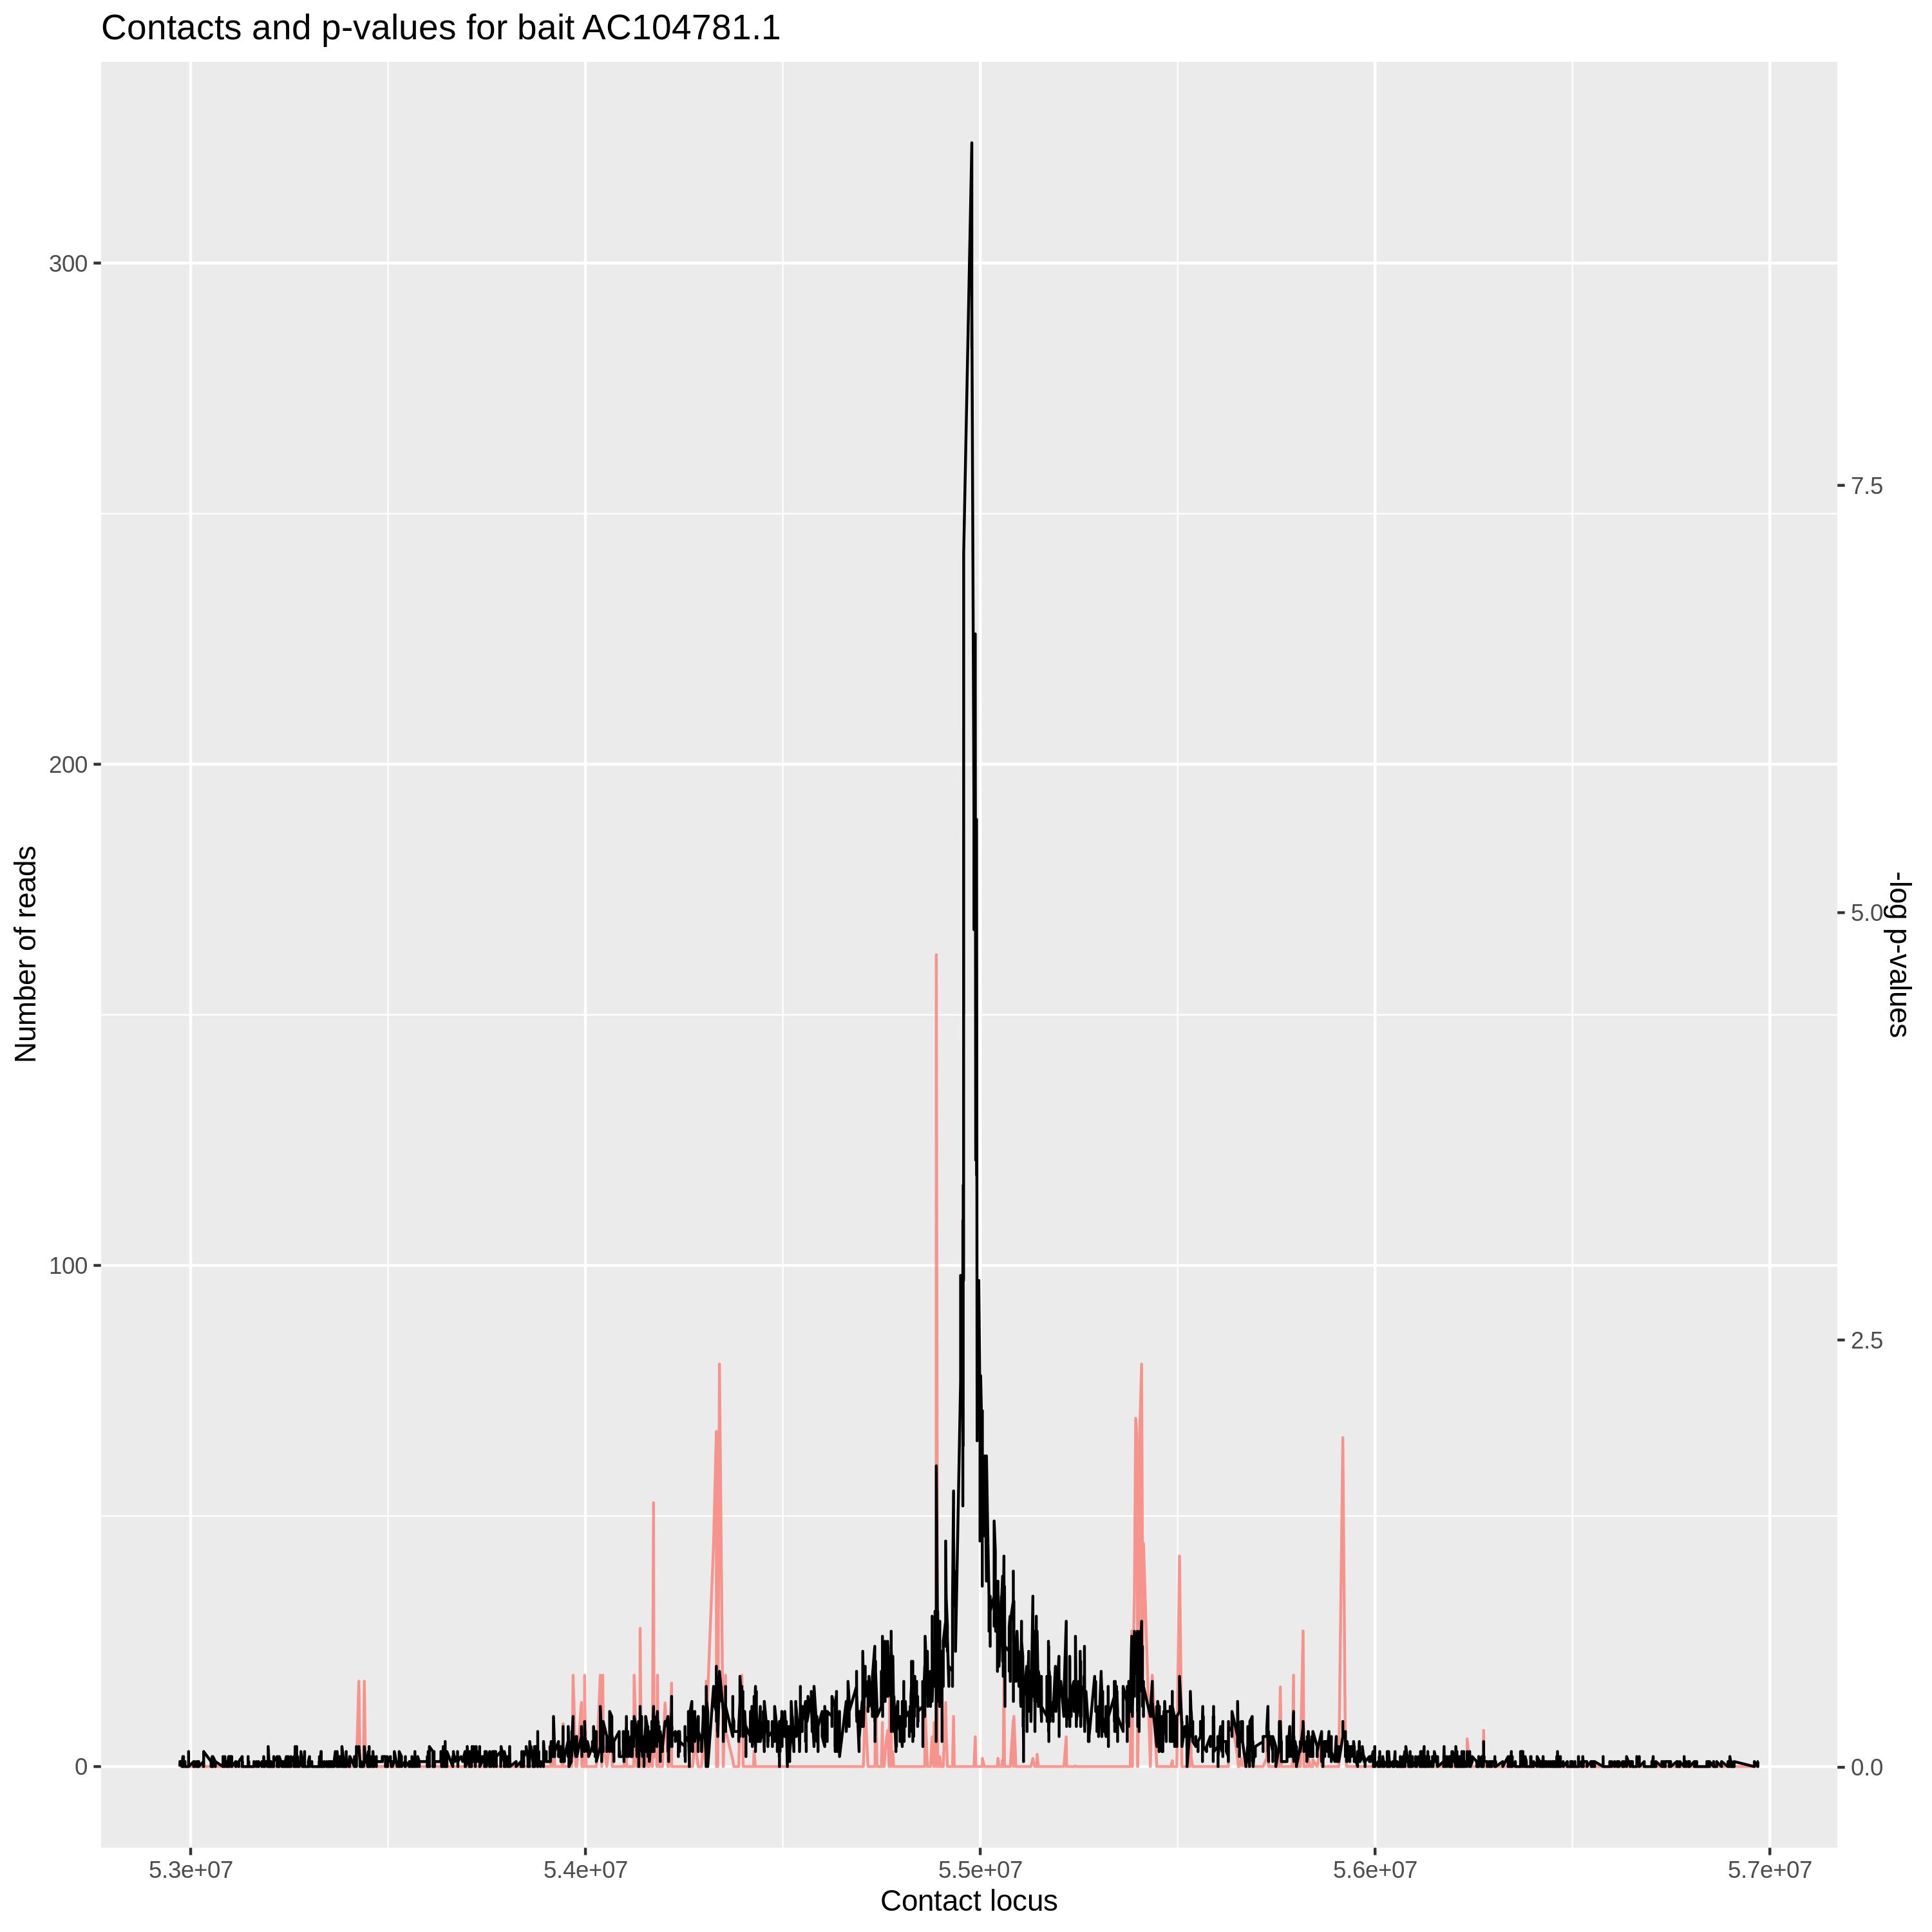 Contacts and p-values for bait AC104781.1
300
200
100
0
Number of reads
7.5
5.0
2.5
0.0
-log p-values
5.3e+07
5.4e+07
5.5e+07
5.6e+07
5.7e+07
Contact locus